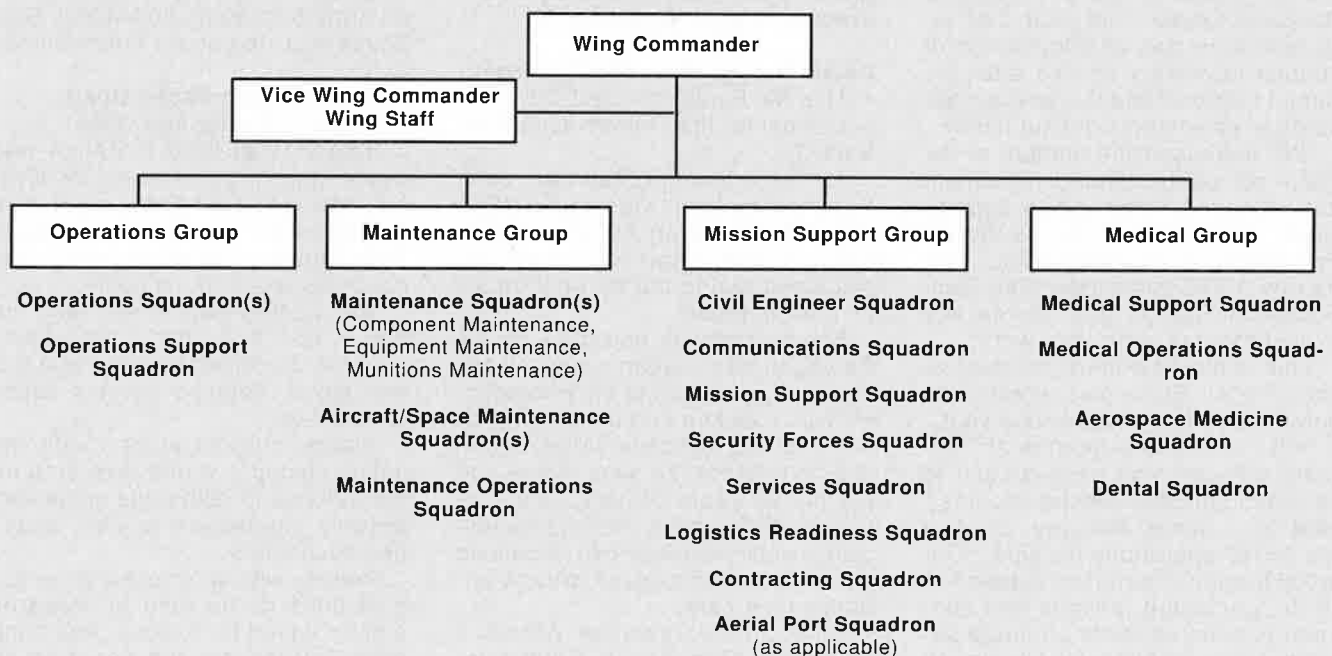 Wing Commander
Vice Wing Commander
Wing Staff
Operations Group
Operations Squadron(s)
Operations Support
Squadron
Maintenance Group
Maintenance Squadron(s)
(Component Maintenance,
Equipment Maintenance,
Munitions Maintenance)
Aircraft/Space Maintenance
Squadron(s)
Maintenance Operations
Squadron
Mission Support Group
Civil Engineer Squadron
Communications Squadron
Mission Support Squadron
Security Forces Squadron
Services Squadron
Logistics Readiness Squadron
Contracting Squadron
Aerial Port Squadron
(as applicable)
Medical Group
Medical Support Squadron
Medical Operations Squad-
ron
Aerospace Medicine
Squadron
Dental Squadron